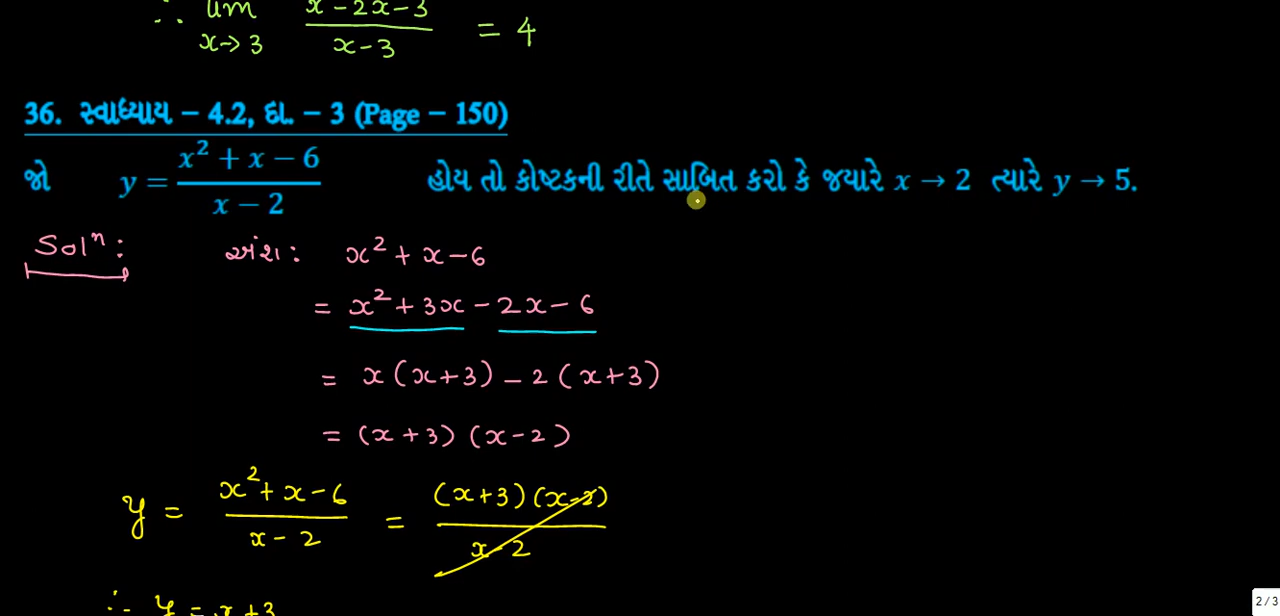 ∴ lim x→3 x-2x-3 / x-3 = 4
36. સ્વાધ્યાય – 4.2, દા. – 3 (Page – 150)
જો y = x² + x − 6 / x − 2 હોય તો કોષ્ટકની રીતે સાબિત કરો કે જયારે x → 2 ત્યારે y → 5.
Solⁿ: અંશ: x² + x - 6
= x² + 3x - 2x - 6
= x(x+3) - 2(x+3)
= (x+3)(x-2)
y = x² + x - 6 / x - 2 = (x+3)(x-2) / x-2
∴ y = x+3
2/3